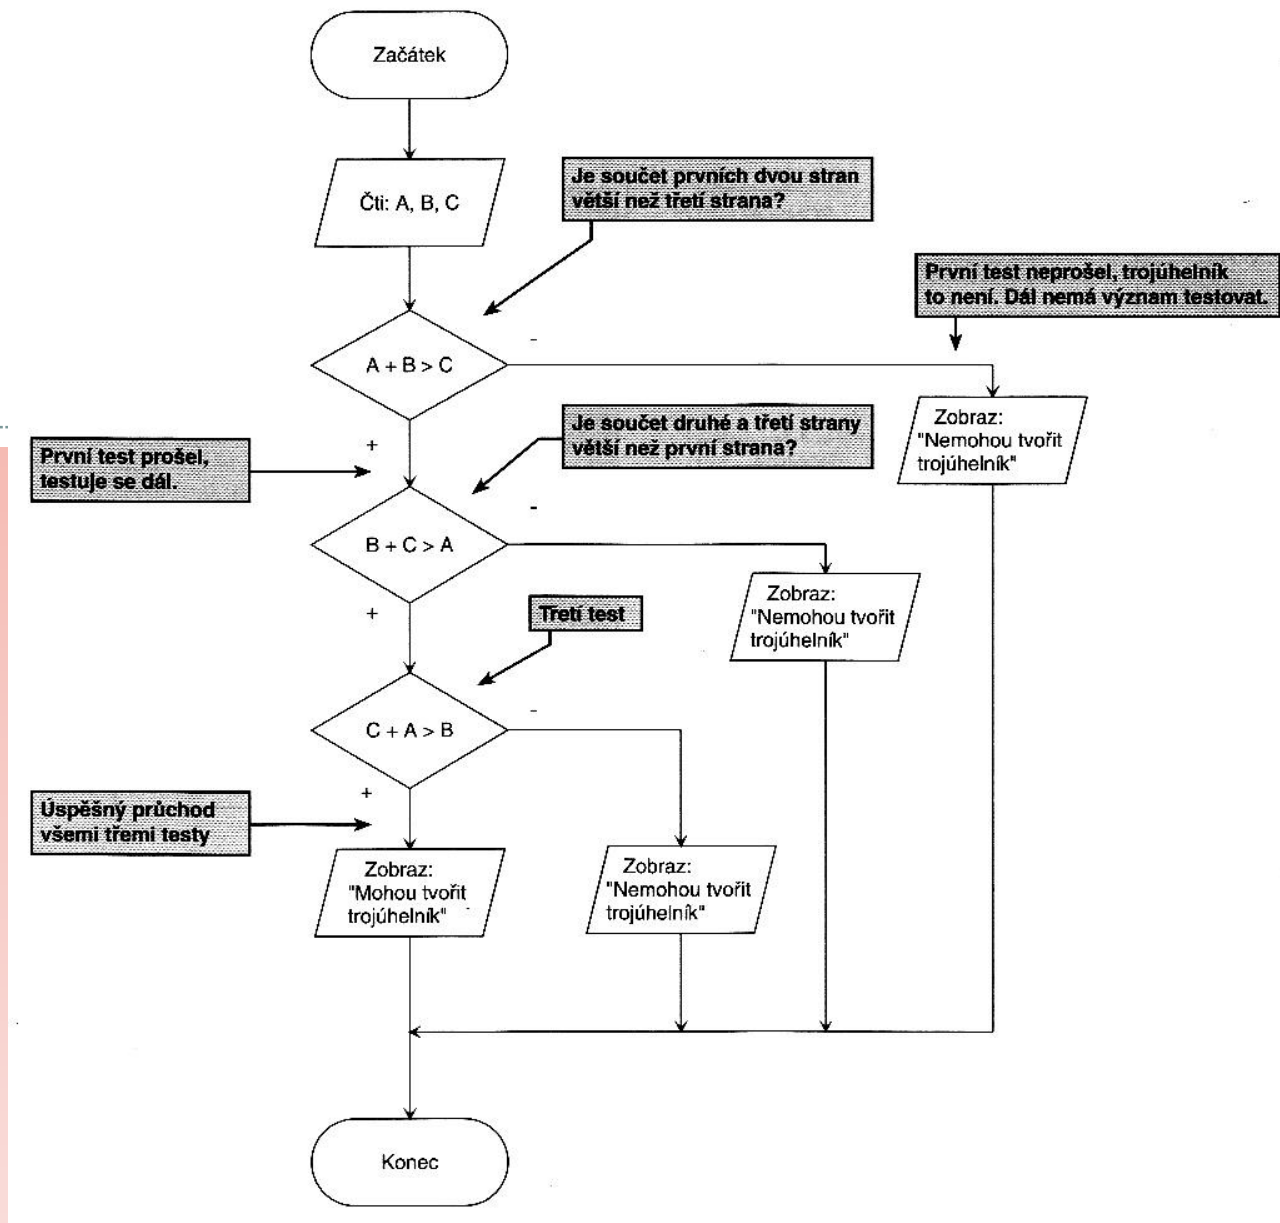 Začátek
Čti: A, B, C
Je součet prvních dvou stran
větší než třetí strana?
První test neprošel, trojúhelník
to není. Dál nemá význam testovat.
A + B > C
-
Zobraz:
"Nemohou tvořit
trojúhelník"
Je součet druhé a třetí strany
větší než první strana?
+
První test prošel,
testuje se dál.
B + C > A
-
Zobraz:
"Nemohou tvořit
trojúhelník"
+
Třetí test
C + A > B
-
+
Úspěšný průchod
všemi třemi testy
Zobraz:
"Mohou tvořit
trojúhelník"
Zobraz:
"Nemohou tvořit
trojúhelník"
Konec